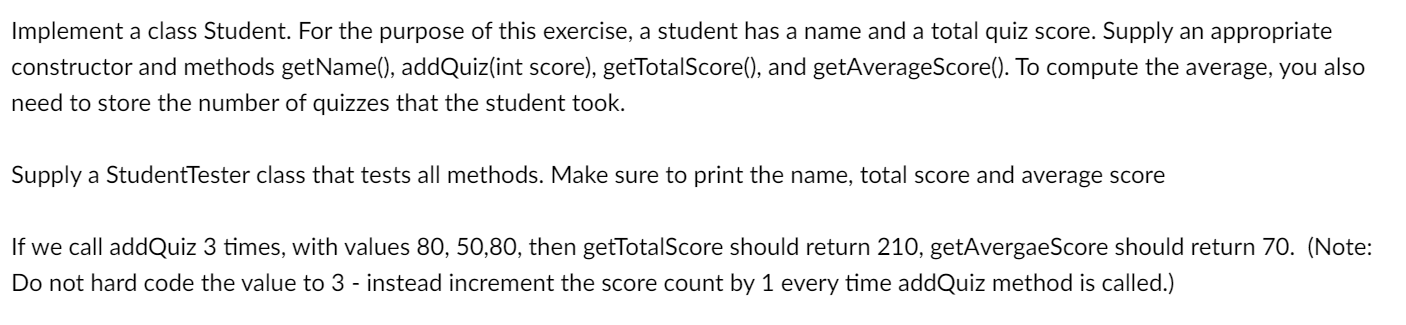 Implement a class Student. For the purpose of this exercise, a student has a name and a total quiz score. Supply an appropriate
constructor and methods getName(), addQuiz(int score), getTotalScore(), and getAverageScore(). To compute the average, you also
need to store the number of quizzes that the student took.
Supply a StudentTester class that tests all methods. Make sure to print the name, total score and average score
If we call addQuiz 3 times, with values 80, 50,80, then getTotalScore should return 210, getAvergaeScore should return 70.  (Note:
Do not hard code the value to 3 - instead increment the score count by 1 every time addQuiz method is called.)